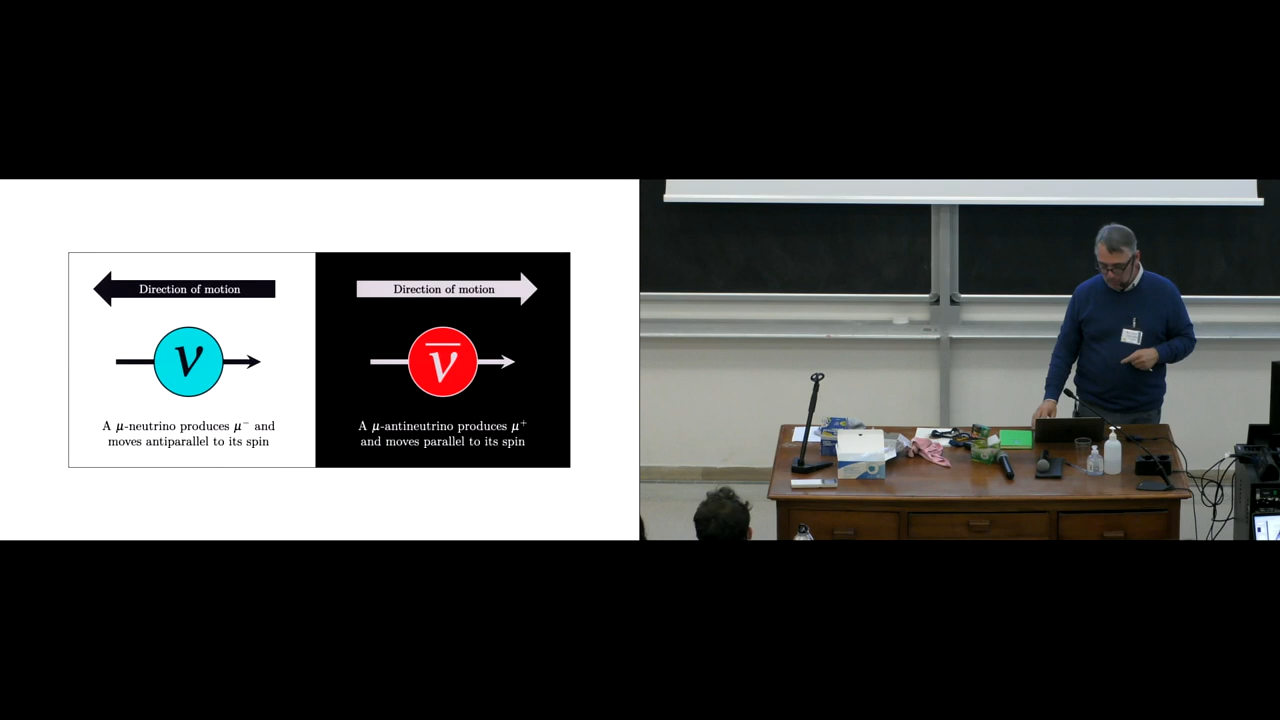 Direction of motion
ν
A μ-neutrino produces μ⁻ and
moves antiparallel to its spin
Direction of motion
ν̅
A μ-antineutrino produces μ⁺
and moves parallel to its spin